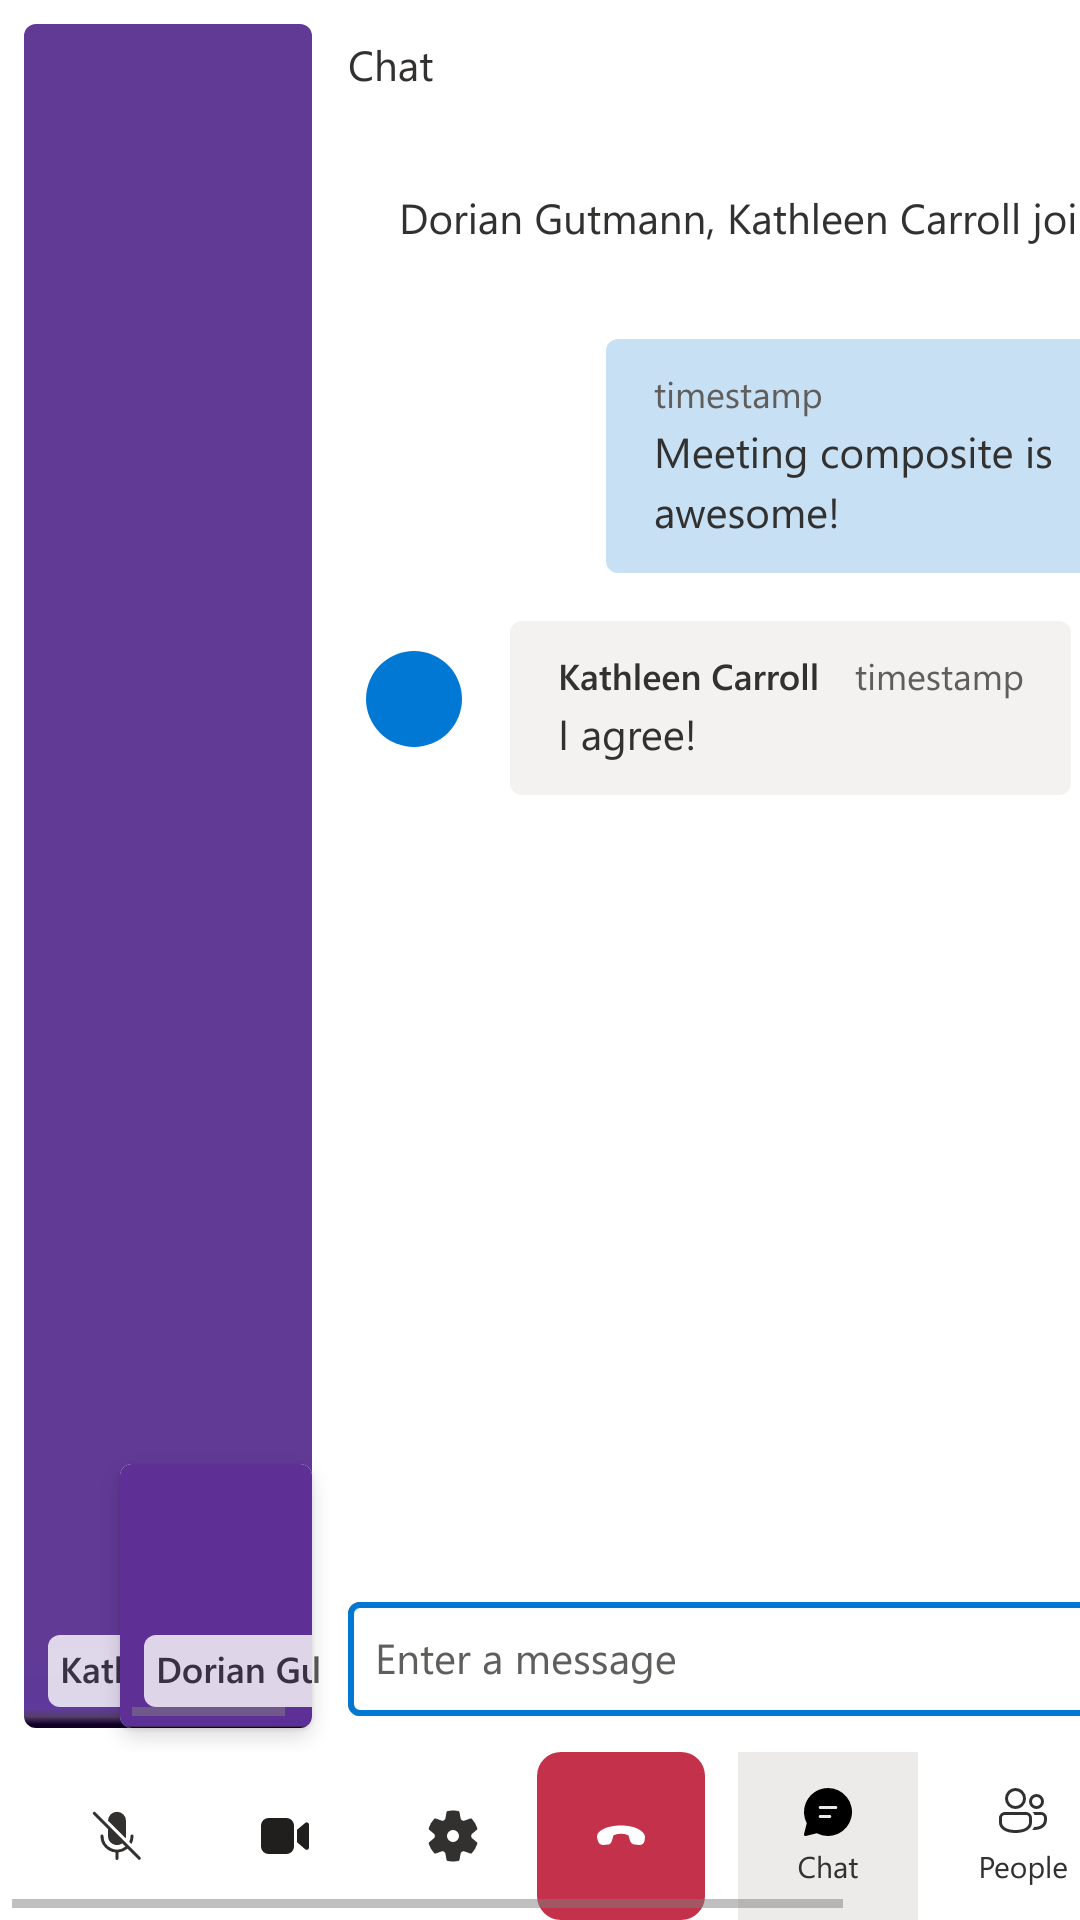 Chat
Dorian Gutmann, Kathleen Carroll joi
timestamp
Meeting composite is
awesome!
Kathleen Carroll timestamp
I agree!
Dorian Gu
Enter a message
Chat
People